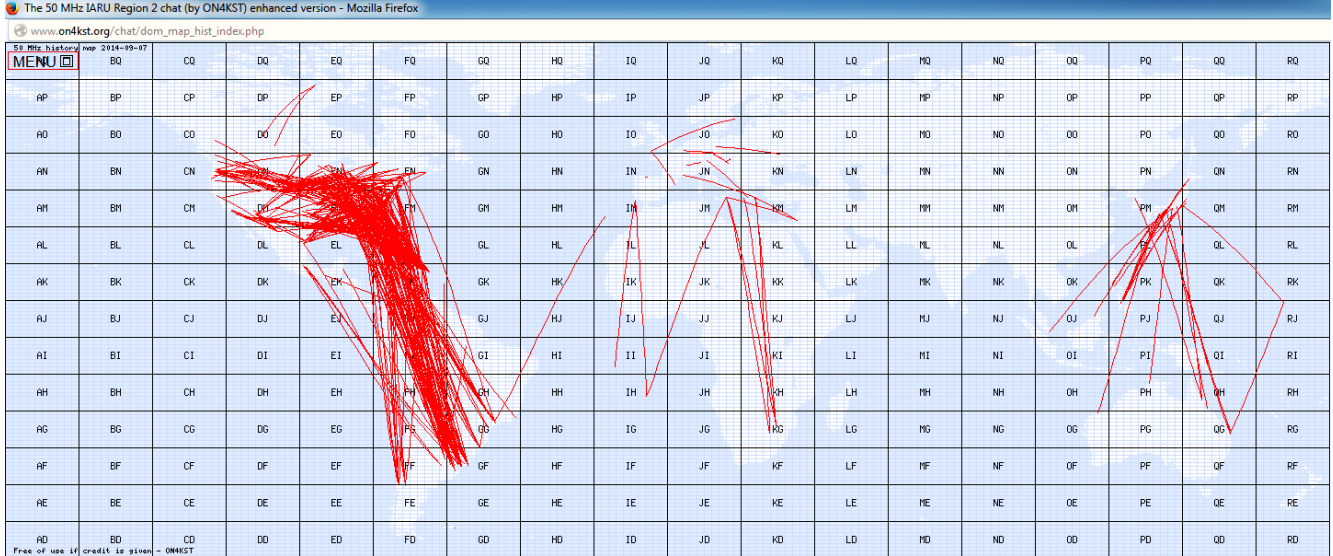 The 50 MHz IARU Region 2 chat (by ON4KST) enhanced version - Mozilla Firefox
www.on4kst.org/chat/dom_map_hist_index.php
50 MHz history map 2014-09-07
MENU BQ CQ DQ EQ FQ GQ HQ IQ JQ KQ LQ MQ NQ OQ PQ QQ RQ
AP BP CP DP EP FP GP HP IP JP KP LP MP NP OP PP QP RP
AO BO CO DO EO FO GO HO IO JO KO LO MO NO OO PO QO RO
AN BN CN EN FN GN HN IN JN KN LN MN NN ON PN QN RN
AM BM CM DM FM GM HM IM JM KM LM MM NM OM PM QM RM
AL BL CL DL EL GL HL IL JL KL LL ML NL OL PL QL RL
AK BK CK DK EK GK HK IK JK KK LK MK NK OK PK QK RK
AJ BJ CJ DJ EJ GJ HJ IJ JJ KJ LJ MJ NJ OJ PJ QJ RJ
AI BI CI DI EI GI HI II JI KI LI MI NI OI PI QI RI
AH BH CH DH EH FH GH HH IH JH KH LH MH NH OH PH QH RH
AG BG CG DG EG FG GG HG IG JG KG LG MG NG OG PG QG RG
AF BF CF DF EF FF GF HF IF JF KF LF MF NF OF PF QF RF
AE BE CE DE EE FE GE HE IE JE KE LE ME NE OE PE QE RE
AD BD CD DD ED FD GD HD ID JD KD LD MD ND OD PD QD RD
Free of use if credit is given - ON4KST